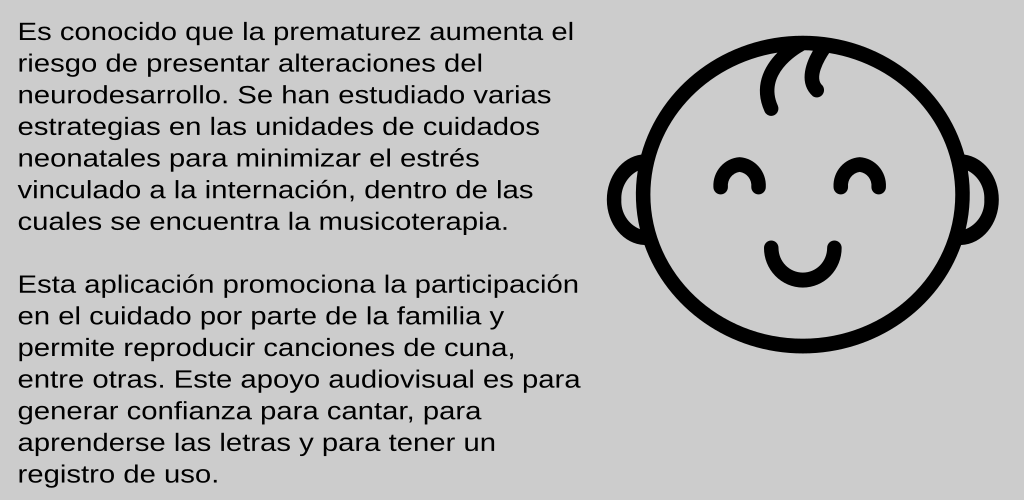 Es conocido que la prematurez aumenta el
riesgo de presentar alteraciones del
neurodesarrollo. Se han estudiado varias
estrategias en las unidades de cuidados
neonatales para minimizar el estrés
vinculado a la internación, dentro de las
cuales se encuentra la musicoterapia.
Esta aplicación promociona la participación
en el cuidado por parte de la familia y
permite reproducir canciones de cuna,
entre otras. Este apoyo audiovisual es para
generar confianza para cantar, para
aprenderse las letras y para tener un
registro de uso.